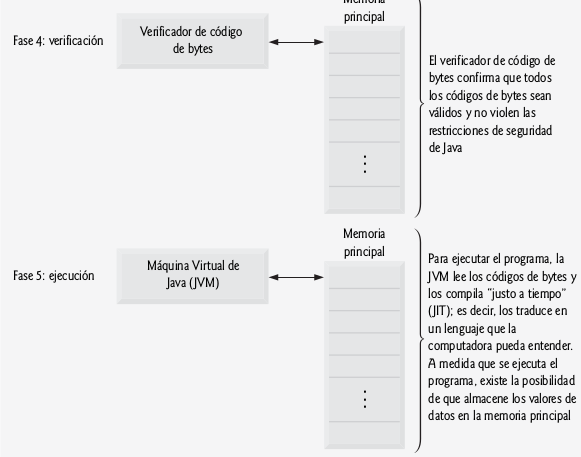 Memoria
principal
Fase 4: verificación
Verificador de código
de bytes
El verificador de código de
bytes confirma que todos
los códigos de bytes sean
válidos y no violen las
restricciones de seguridad
de Java
Memoria
principal
Fase 5: ejecución
Máquina Virtual de
Java (JVM)
Para ejecutar el programa, la
JVM lee los códigos de bytes y
los compila "justo a tiempo"
(JIT); es decir, los traduce en
un lenguaje que la
computadora pueda entender.
A medida que se ejecuta el
programa, existe la posibilidad
de que almacene los valores de
datos en la memoria principal